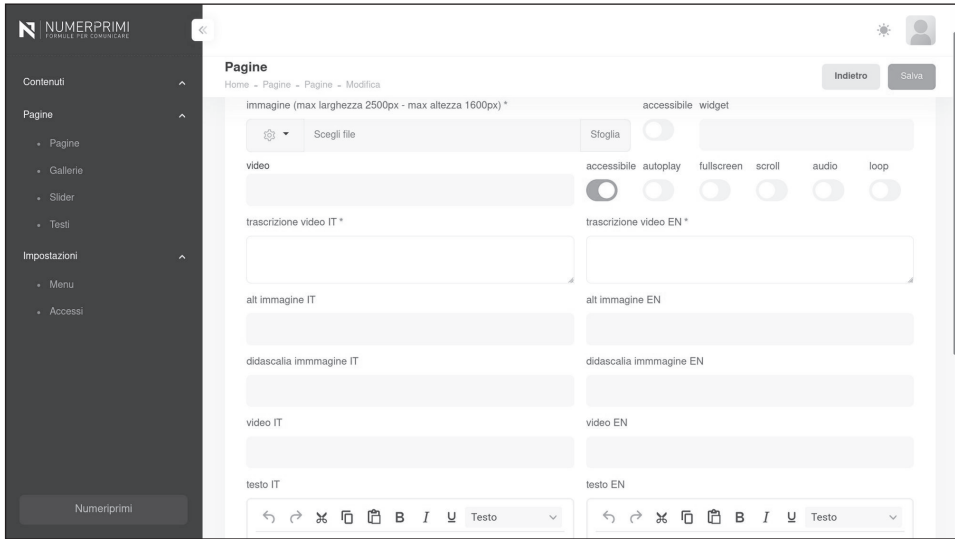 NUMERPRIMI
FORMULE PER COMUNICARE
Contenuti
Pagine
Pagine
Gallerie
Slider
Testi
Impostazioni
Menu
Accessi
Numeriprimi
Pagine
Home - Pagine - Pagine - Modifica
Indietro
Salva
immagine (max larghezza 2500px - max altezza 1600px) *
accessibile widget
Scegli file
Sfoglia
video
accessibile autoplay fullscreen scroll audio loop
trascrizione video IT *
trascrizione video EN *
alt immagine IT
alt immagine EN
didascalia immmagine IT
didascalia immmagine EN
video IT
video EN
testo IT
testo EN
B I U Testo
B I U Testo